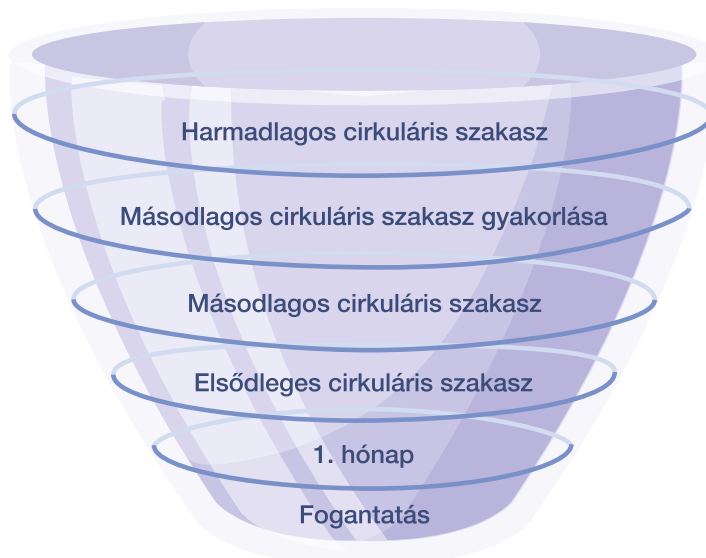 Harmadlagos cirkuláris szakasz
Másodlagos cirkuláris szakasz gyakorlása
Másodlagos cirkuláris szakasz
Elsődleges cirkuláris szakasz
1. hónap
Fogantatás